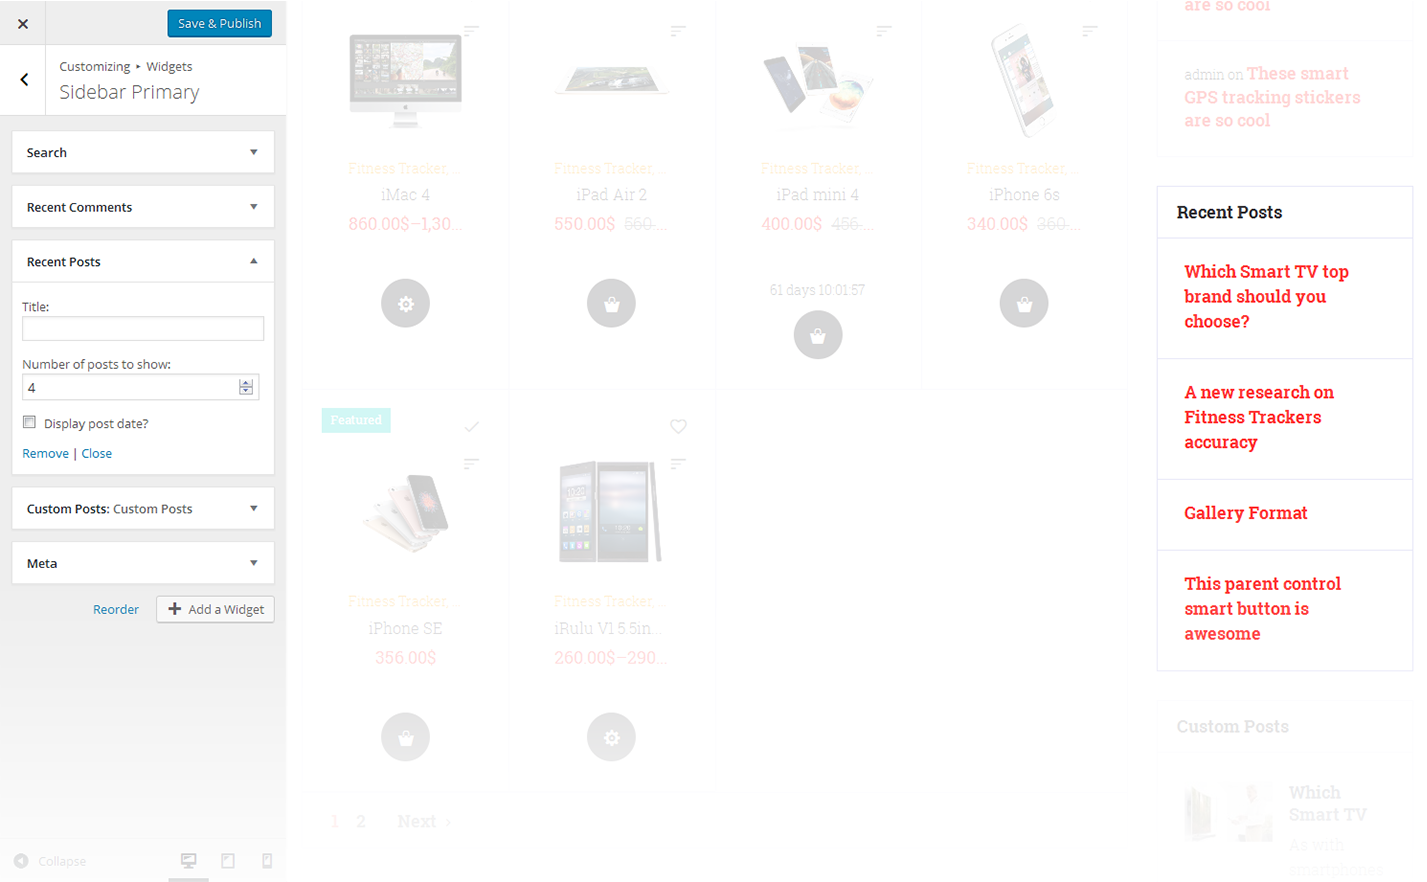 Save & Publish
Customizing ▸ Widgets
Sidebar Primary
Search
Recent Comments
Recent Posts
Title:
Number of posts to show:
4
Display post date?
Remove | Close
Custom Posts: Custom Posts
Meta
Reorder
Add a Widget
Collapse
Fitness Tracker, ...
iMac 4
860.00$–1,30...
Fitness Tracker, ...
iPad Air 2
550.00$ 560....
Fitness Tracker, ...
iPad mini 4
400.00$ 456....
61 days 10:01:57
Fitness Tracker, ...
iPhone 6s
340.00$ 360....
Featured
Fitness Tracker, ...
iPhone SE
356.00$
Fitness Tracker, ...
iRulu V1 5.5in...
260.00$–290...
1 2 Next
are so cool
admin on These smart
GPS tracking stickers
are so cool
Recent Posts
Which Smart TV top
brand should you
choose?
A new research on
Fitness Trackers
accuracy
Gallery Format
This parent control
smart button is
awesome
Custom Posts
Which
Smart TV
As with
smartphones